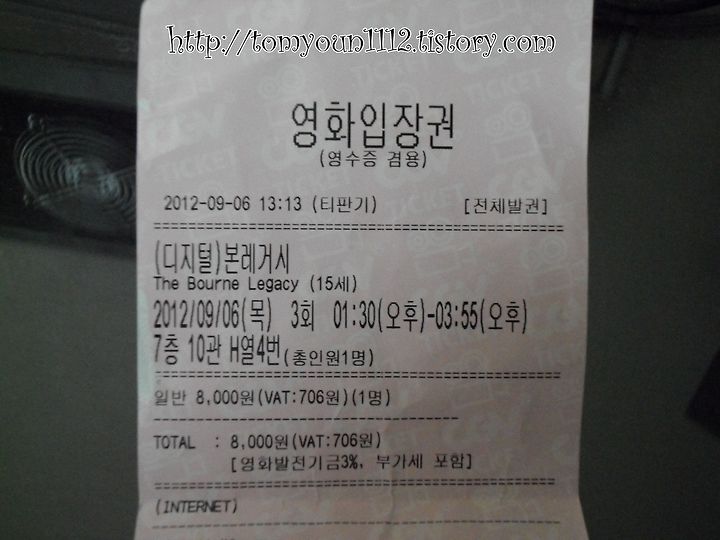 http://tomyoun1112.tistory.com
영화입장권
(영수증 겸용)
2012-09-06 13:13 (티판기) [전체발권]
(디지털)본레거시
The Bourne Legacy (15세)
2012/09/06(목) 3회 01:30(오후)-03:55(오후)
7층 10관 H열4번(총인원1명)
일반 8,000원(VAT:706원)(1명)
TOTAL : 8,000원(VAT:706원)
[영화발전기금3%, 부가세 포함]
(INTERNET)